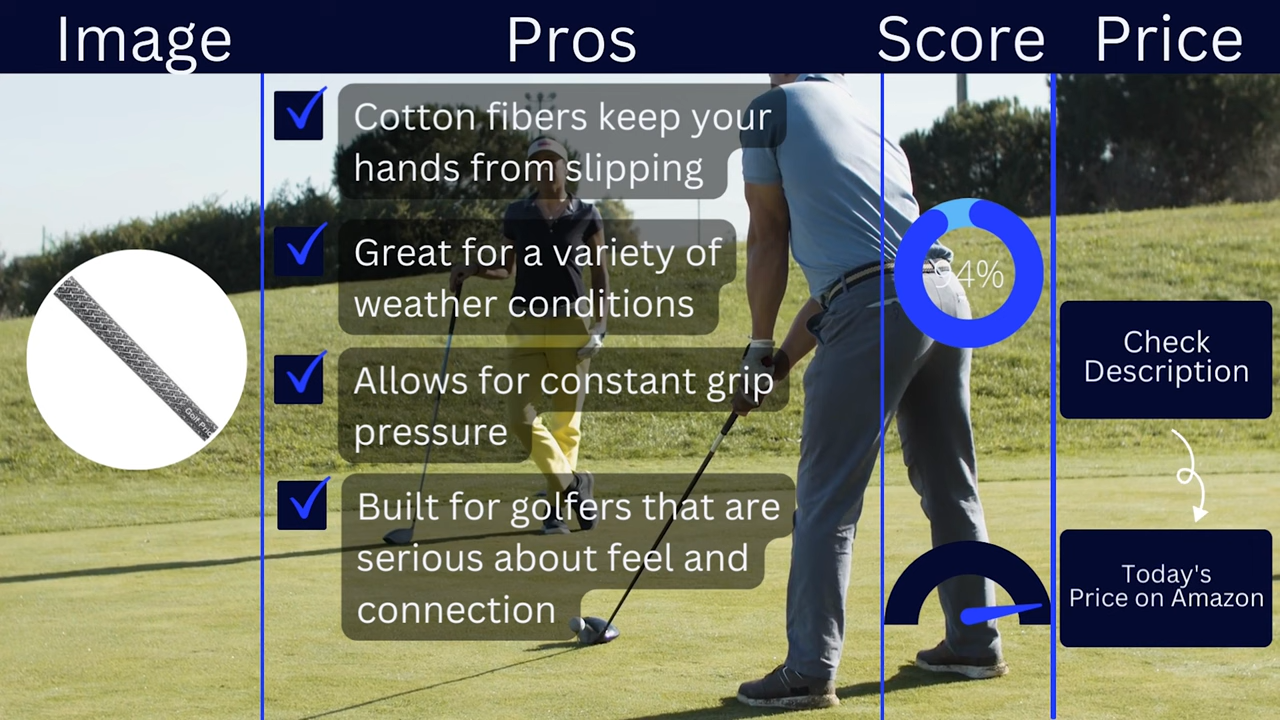 Image
Pros
Score
Price
Cotton fibers keep your
hands from slipping
Great for a variety of
weather conditions
Allows for constant grip
pressure
Built for golfers that are
serious about feel and
connection
94%
Check
Description
Today's
Price on Amazon